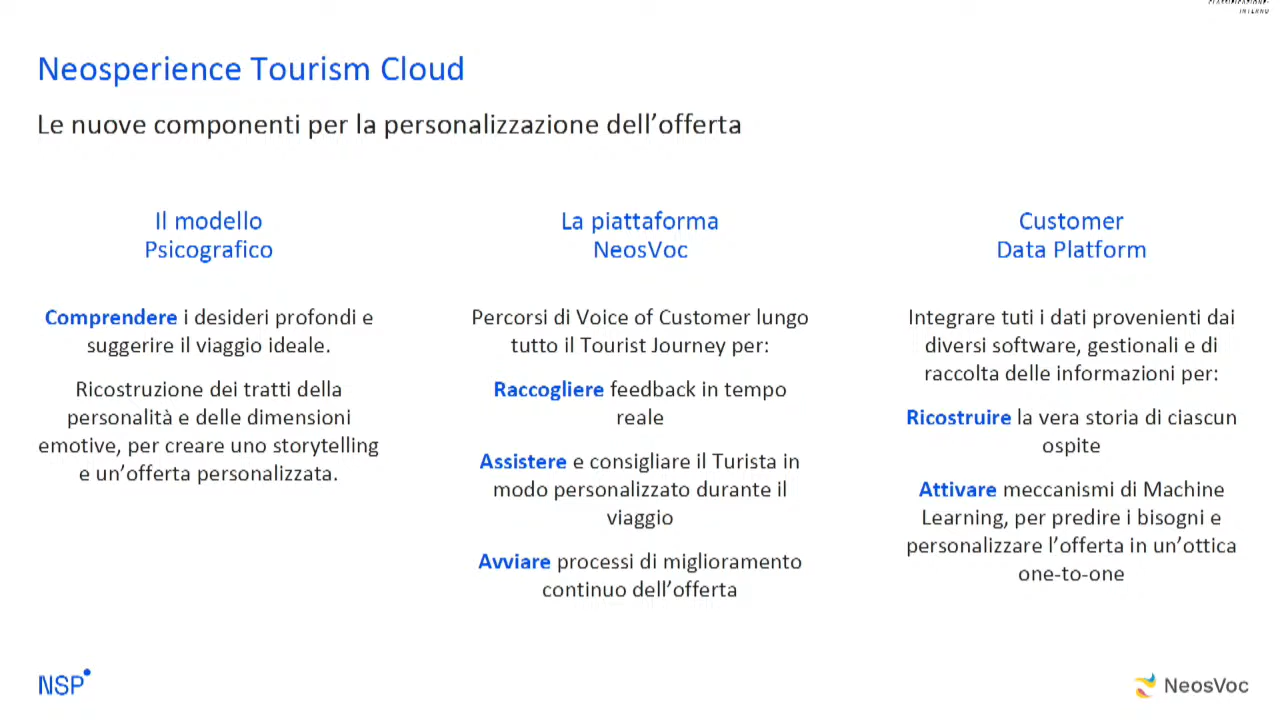 CLASSIFICAZIONE:
INTERNO
Neosperience Tourism Cloud
Le nuove componenti per la personalizzazione dell'offerta
Il modello
Psicografico
Comprendere i desideri profondi e
suggerire il viaggio ideale.
Ricostruzione dei tratti della
personalità e delle dimensioni
emotive, per creare uno storytelling
e un'offerta personalizzata.
La piattaforma
NeosVoc
Percorsi di Voice of Customer lungo
tutto il Tourist Journey per:
Raccogliere feedback in tempo
reale
Assistere e consigliare il Turista in
modo personalizzato durante il
viaggio
Avviare processi di miglioramento
continuo dell'offerta
Customer
Data Platform
Integrare tuti i dati provenienti dai
diversi software, gestionali e di
raccolta delle informazioni per:
Ricostruire la vera storia di ciascun
ospite
Attivare meccanismi di Machine
Learning, per predire i bisogni e
personalizzare l'offerta in un'ottica
one-to-one
NSP
NeosVoc